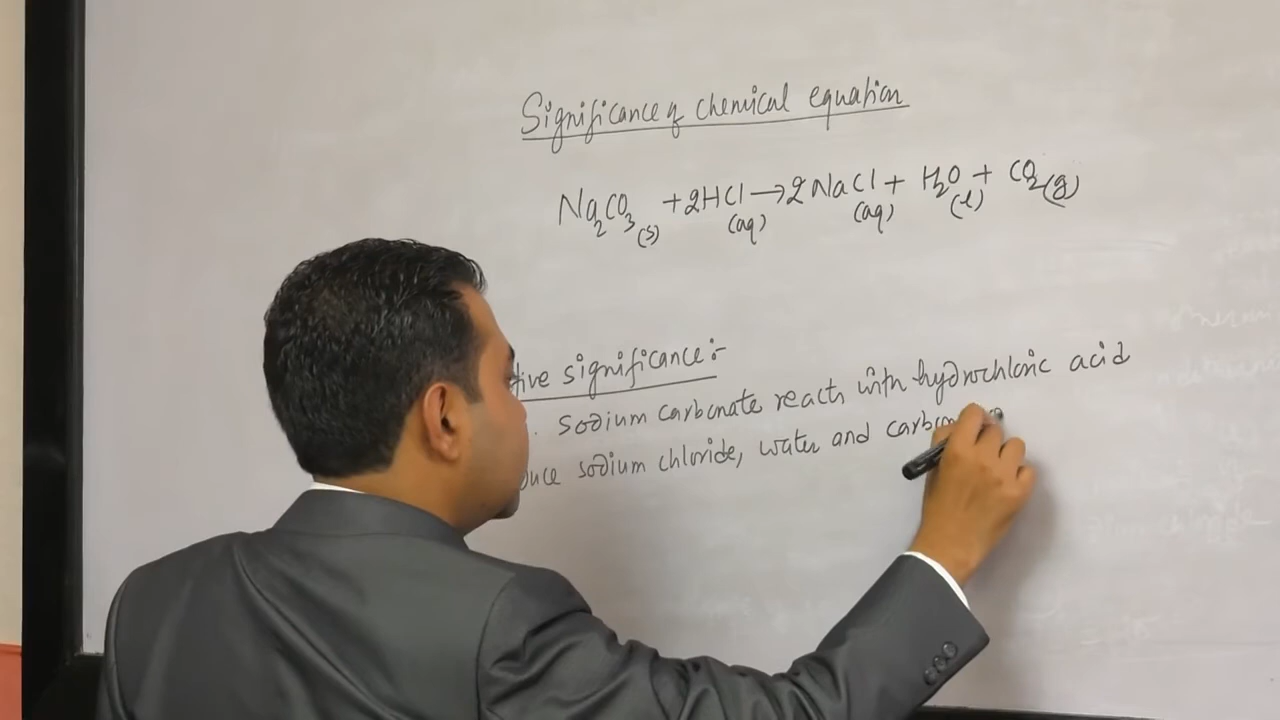 Significance of chemical equation
Na₂CO₃(s) + 2HCl(aq) → 2NaCl(aq) + H₂O(l) + CO₂(g)
tive significance:-
sodium carbonate reacts with hydrochloric acid
uce sodium chloride, water and carbon